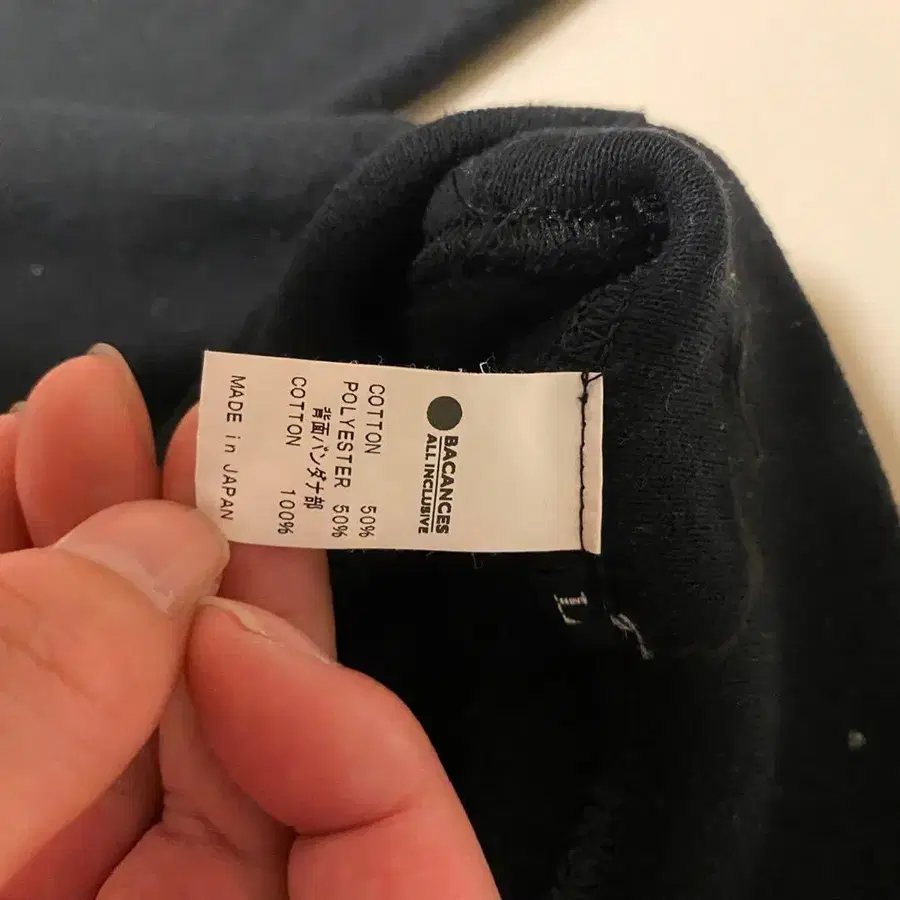 BACANCES
ALL INCLUSIVE
COTTON 50%
POLYESTER 50%
背面バンダナ部
COTTON 100%
MADE in JAPAN